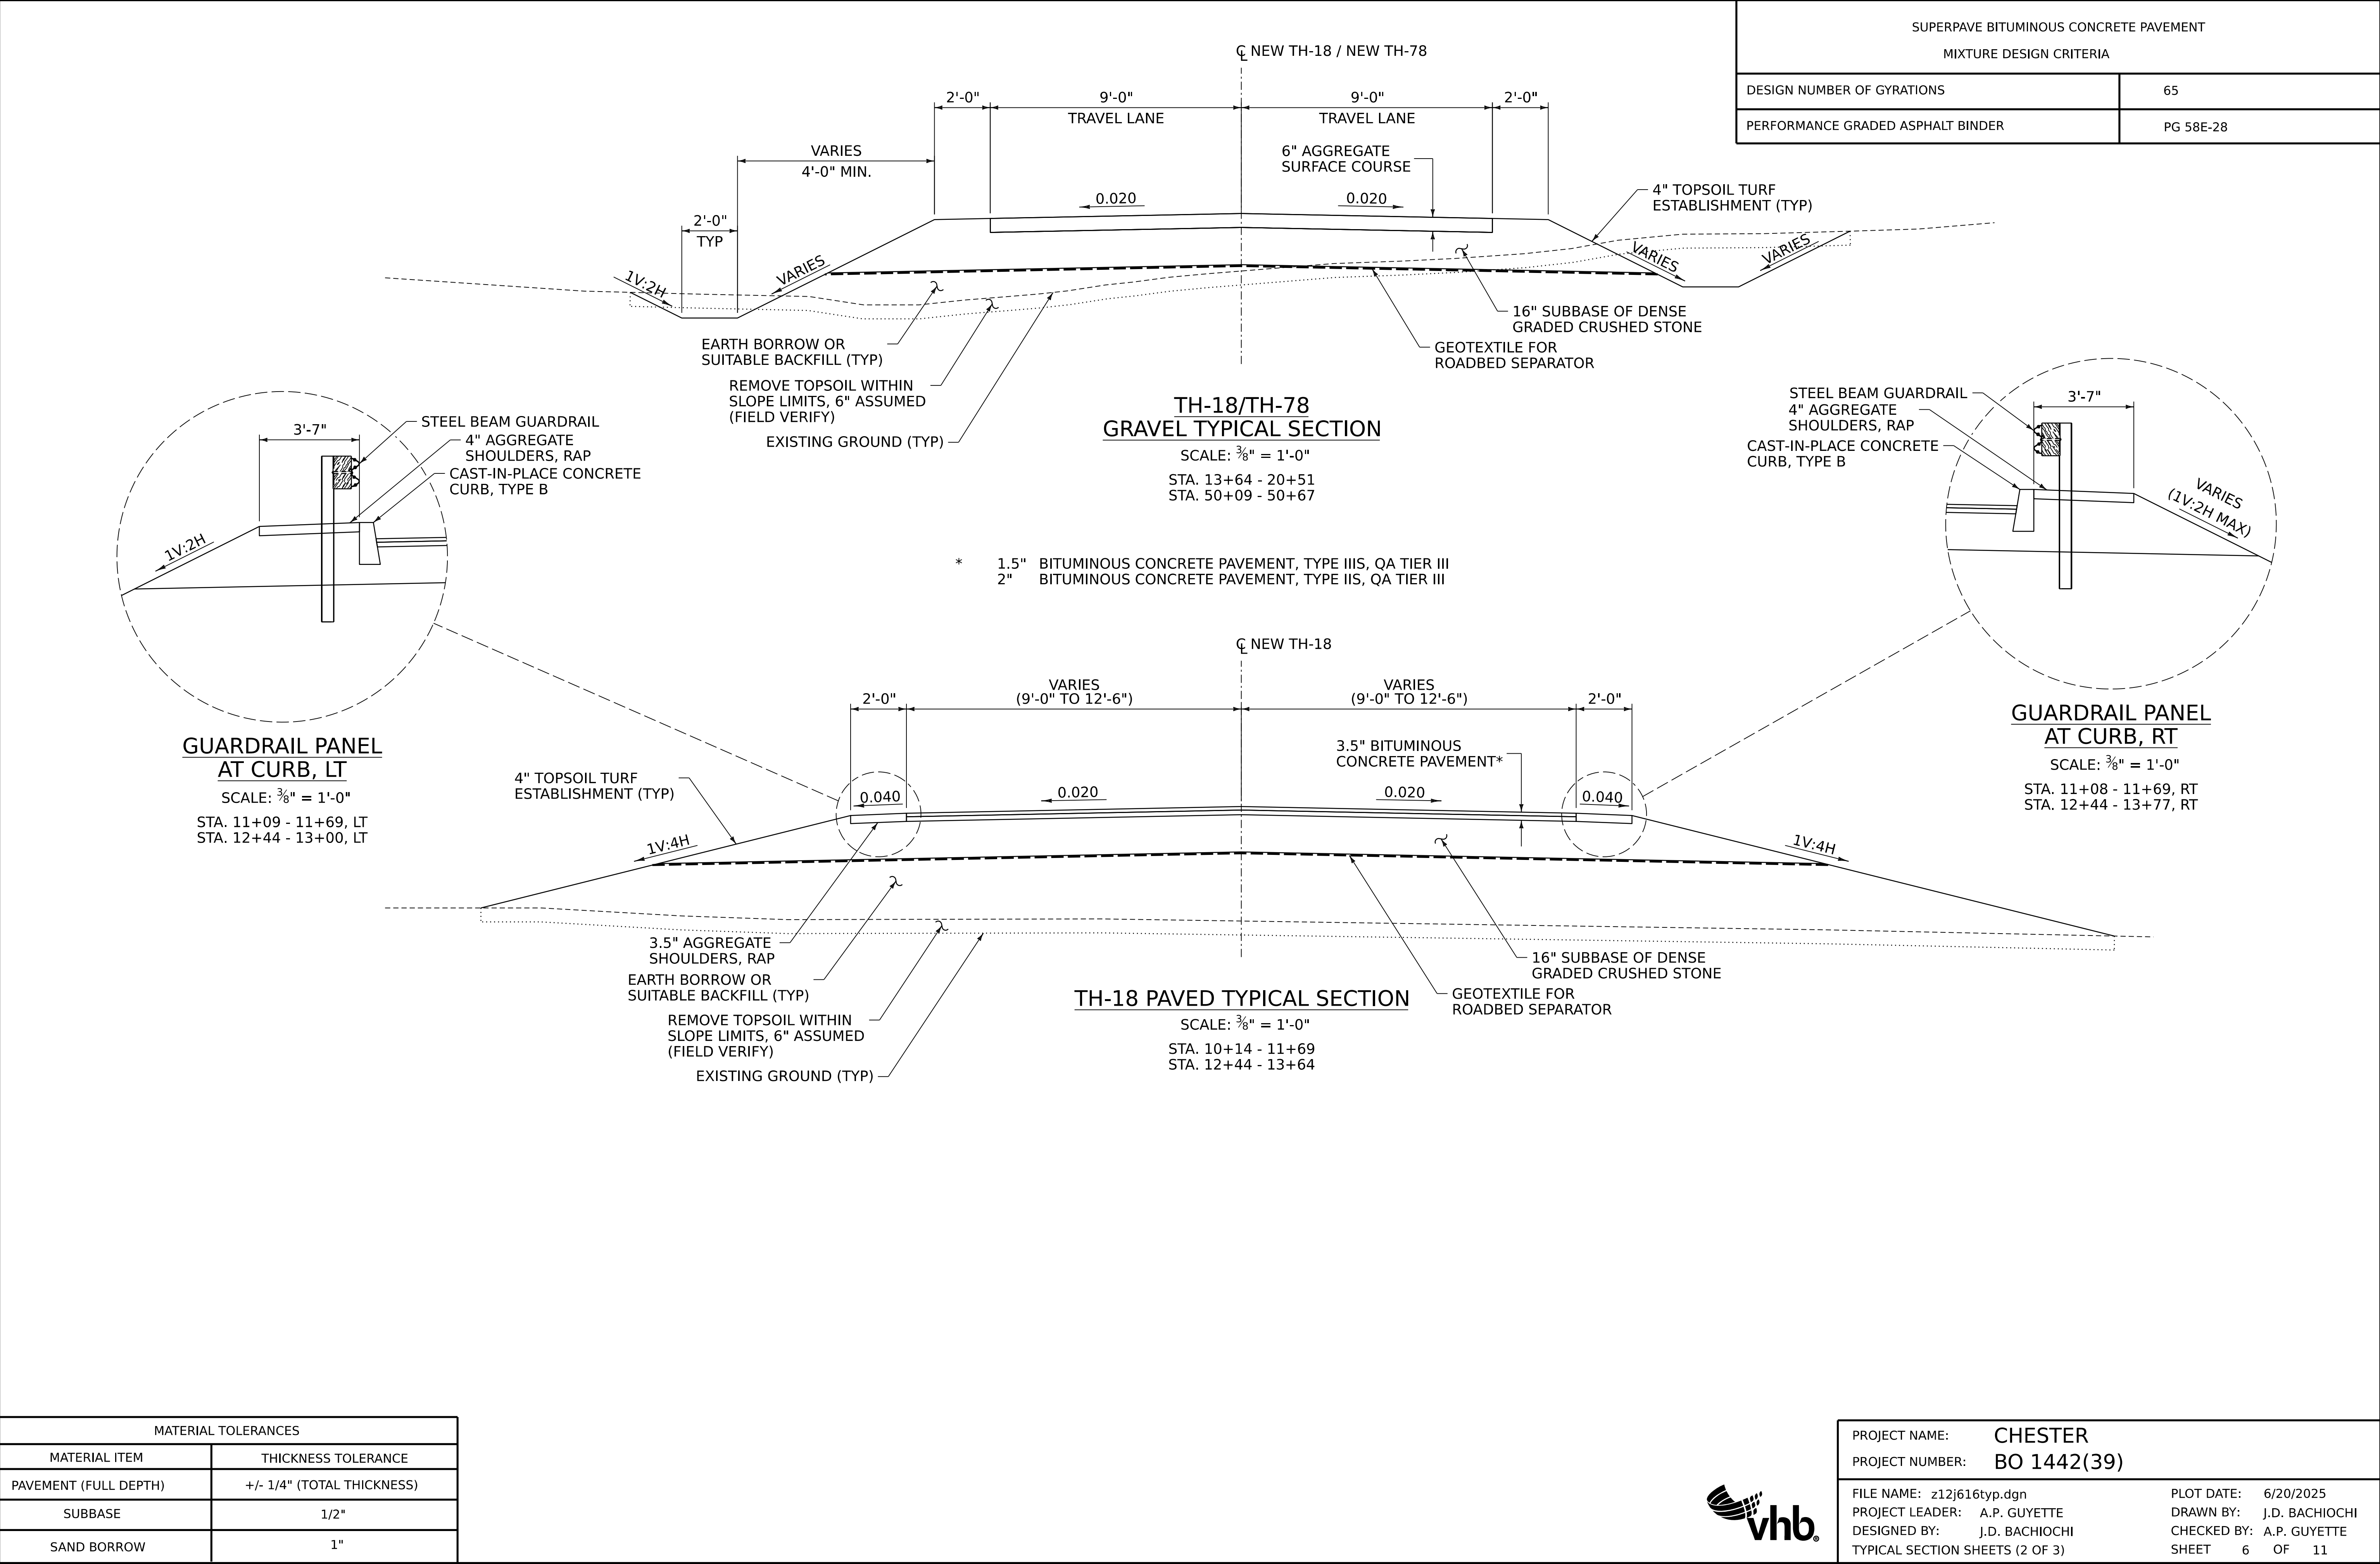 SUPERPAVE BITUMINOUS CONCRETE PAVEMENT
MIXTURE DESIGN CRITERIA
DESIGN NUMBER OF GYRATIONS 65
PERFORMANCE GRADED ASPHALT BINDER PG 58E-28
℄ NEW TH-18 / NEW TH-78
2'-0" 9'-0" 9'-0" 2'-0"
TRAVEL LANE TRAVEL LANE
VARIES
4'-0" MIN.
6" AGGREGATE
SURFACE COURSE
2'-0"
TYP
0.020 0.020
4" TOPSOIL TURF
ESTABLISHMENT (TYP)
1V:2H
VARIES
VARIES
VARIES
16" SUBBASE OF DENSE
GRADED CRUSHED STONE
GEOTEXTILE FOR
ROADBED SEPARATOR
EARTH BORROW OR
SUITABLE BACKFILL (TYP)
REMOVE TOPSOIL WITHIN
SLOPE LIMITS, 6" ASSUMED
(FIELD VERIFY)
EXISTING GROUND (TYP)
TH-18/TH-78
GRAVEL TYPICAL SECTION
SCALE: 3/8" = 1'-0"
STA. 13+64 - 20+51
STA. 50+09 - 50+67
3'-7"
STEEL BEAM GUARDRAIL
4" AGGREGATE
SHOULDERS, RAP
CAST-IN-PLACE CONCRETE
CURB, TYPE B
1V:2H
GUARDRAIL PANEL
AT CURB, LT
SCALE: 3/8" = 1'-0"
STA. 11+09 - 11+69, LT
STA. 12+44 - 13+00, LT
STEEL BEAM GUARDRAIL
4" AGGREGATE
SHOULDERS, RAP
CAST-IN-PLACE CONCRETE
CURB, TYPE B
3'-7"
VARIES
(1V:2H MAX)
GUARDRAIL PANEL
AT CURB, RT
SCALE: 3/8" = 1'-0"
STA. 11+08 - 11+69, RT
STA. 12+44 - 13+77, RT
* 1.5" BITUMINOUS CONCRETE PAVEMENT, TYPE IIIS, QA TIER III
2" BITUMINOUS CONCRETE PAVEMENT, TYPE IIS, QA TIER III
℄ NEW TH-18
2'-0" VARIES VARIES 2'-0"
(9'-0" TO 12'-6") (9'-0" TO 12'-6")
3.5" BITUMINOUS
CONCRETE PAVEMENT*
4" TOPSOIL TURF
ESTABLISHMENT (TYP)
0.040 0.020 0.020 0.040
1V:4H 1V:4H
3.5" AGGREGATE
SHOULDERS, RAP
EARTH BORROW OR
SUITABLE BACKFILL (TYP)
REMOVE TOPSOIL WITHIN
SLOPE LIMITS, 6" ASSUMED
(FIELD VERIFY)
EXISTING GROUND (TYP)
16" SUBBASE OF DENSE
GRADED CRUSHED STONE
GEOTEXTILE FOR
ROADBED SEPARATOR
TH-18 PAVED TYPICAL SECTION
SCALE: 3/8" = 1'-0"
STA. 10+14 - 11+69
STA. 12+44 - 13+64
MATERIAL TOLERANCES
MATERIAL ITEM THICKNESS TOLERANCE
PAVEMENT (FULL DEPTH) +/- 1/4" (TOTAL THICKNESS)
SUBBASE 1/2"
SAND BORROW 1"
vhb®
PROJECT NAME: CHESTER
PROJECT NUMBER: BO 1442(39)
FILE NAME: z12j616typ.dgn PLOT DATE: 6/20/2025
PROJECT LEADER: A.P. GUYETTE DRAWN BY: J.D. BACHIOCHI
DESIGNED BY: J.D. BACHIOCHI CHECKED BY: A.P. GUYETTE
TYPICAL SECTION SHEETS (2 OF 3) SHEET 6 OF 11